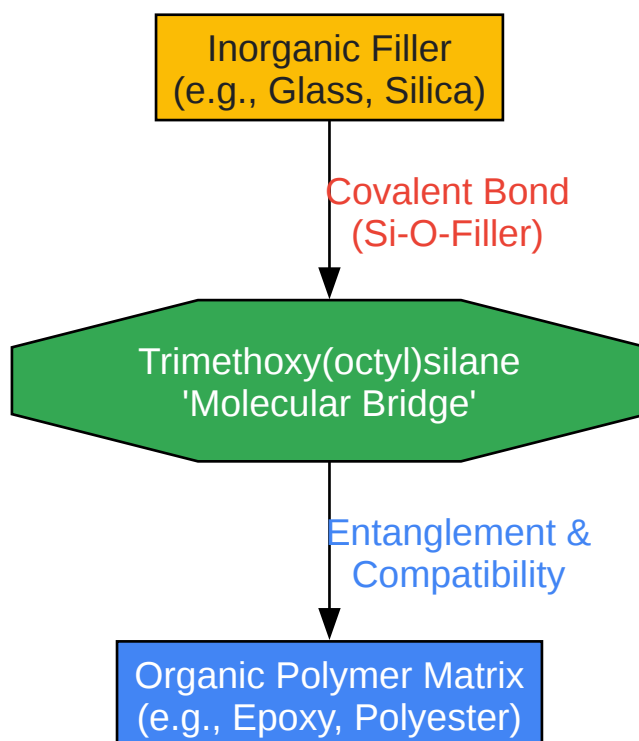 Inorganic Filler
(e.g., Glass, Silica)
Covalent Bond
(Si-O-Filler)
Trimethoxy(octyl)silane
'Molecular Bridge'
Entanglement &
Compatibility
Organic Polymer Matrix
(e.g., Epoxy, Polyester)